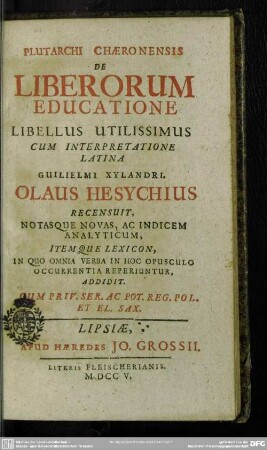 PLUTARCHI CHÆRONENSIS
DE
LIBERORUM
EDUCATIONE
LIBELLUS UTILISSIMUS
CUM INTERPRETATIONE
LATINA
GUILIELMI XYLANDRI.
OLAUS HESYCHIUS
RECENSUIT,
NOTASQUE NOVAS, AC INDICEM
ANALYTICUM,
ITEMQUE LEXICON,
IN QUO OMNIA VERBA IN HOC OPUSCULO
OCCURRENTIA REPERIUNTUR,
ADDIDIT.
CUM PRIV. SER. AC POT. REG. POL.
ET EL. SAX.
LIPSIÆ,
APUD HÆREDES JO. GROSSII.
LITERIS FLEISCHERIANIS.
M.DCC V.
DFG